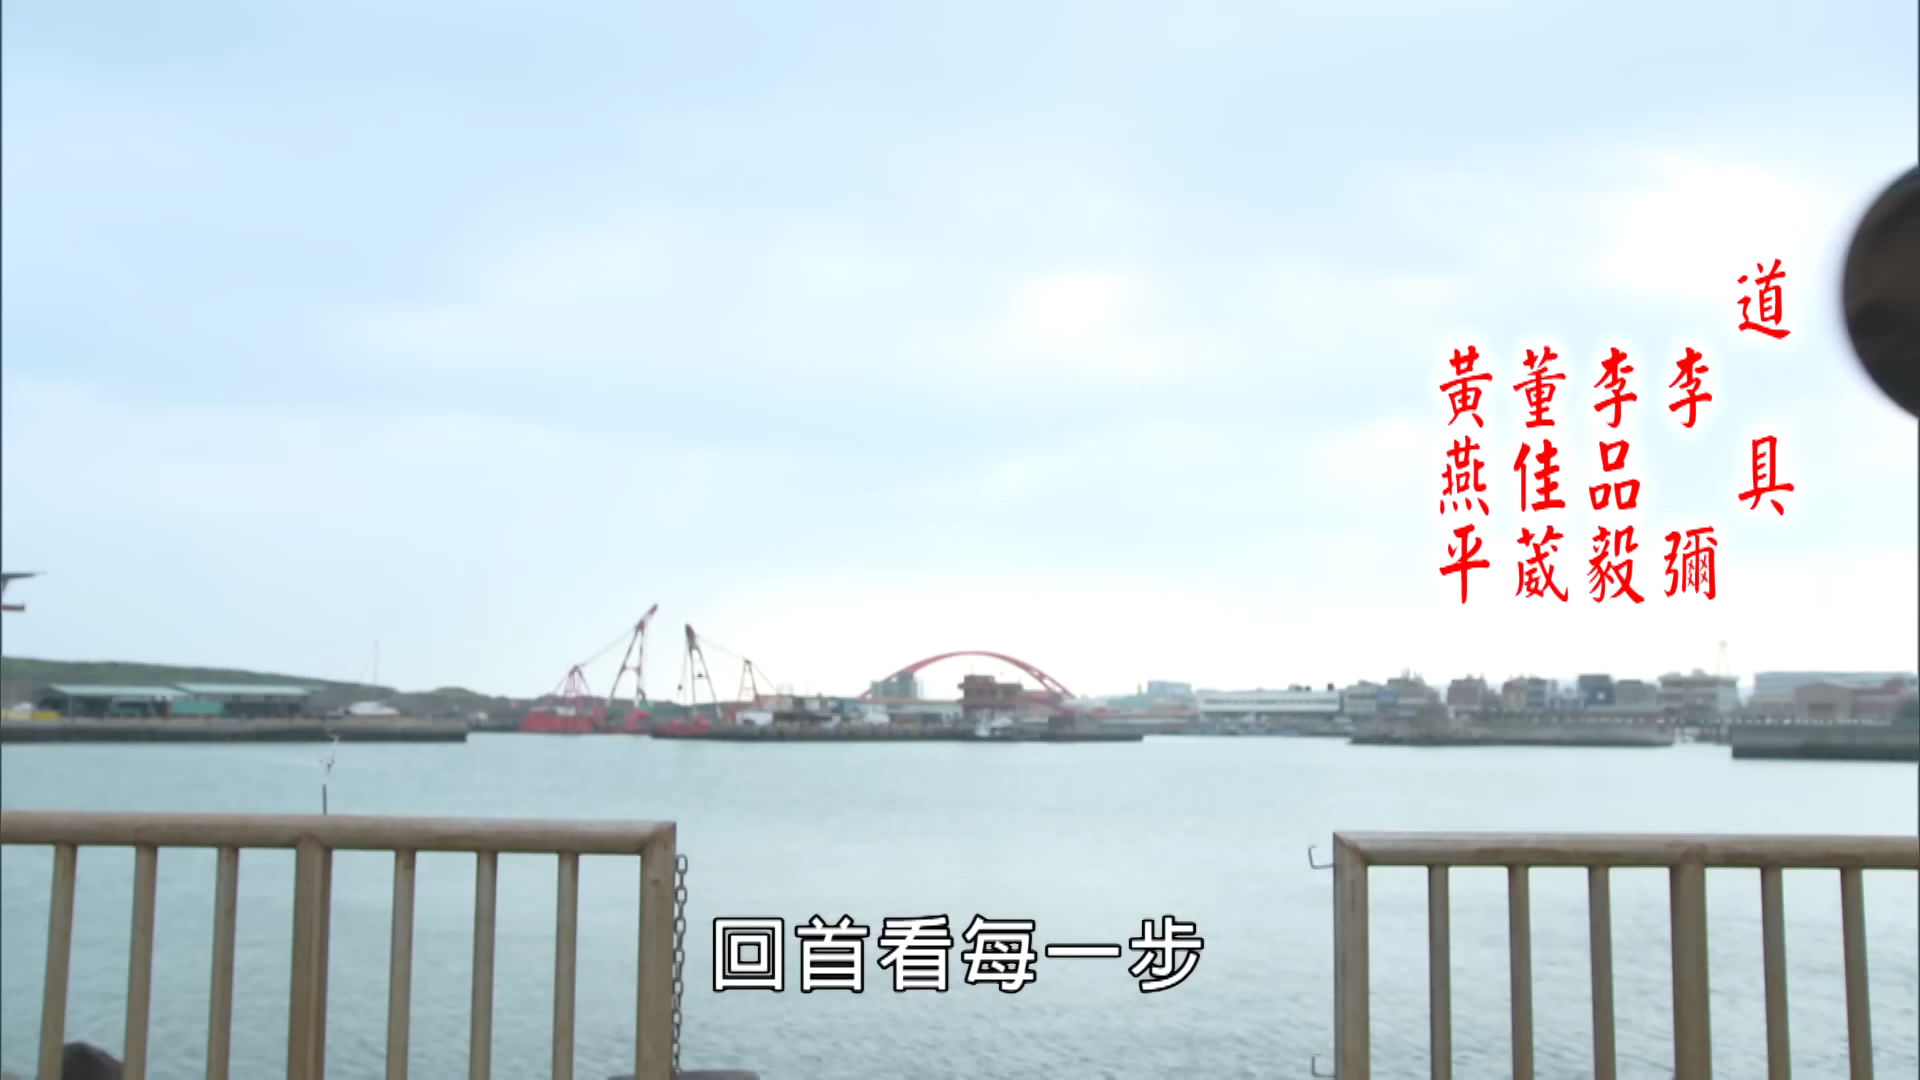 道具
李彌
李品毅
董佳葳
黃燕平
回首看每一步